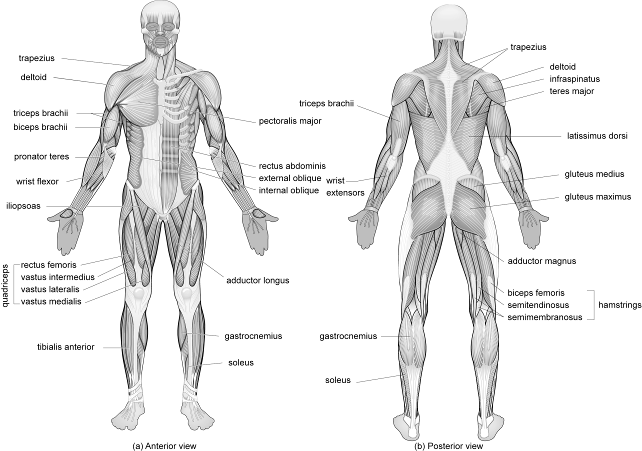 trapezius
deltoid
triceps brachii
biceps brachii
pronator teres
wrist flexor
iliopsoas
quadriceps
rectus femoris
vastus intermedius
vastus lateralis
vastus medialis
tibialis anterior
pectoralis major
rectus abdominis
external oblique
internal oblique
adductor longus
gastrocnemius
soleus
(a) Anterior view
triceps brachii
wrist
extensors
gastrocnemius
soleus
trapezius
deltoid
infraspinatus
teres major
latissimus dorsi
gluteus medius
gluteus maximus
adductor magnus
biceps femoris
semitendinosus
semimembranosus
hamstrings
(b) Posterior view